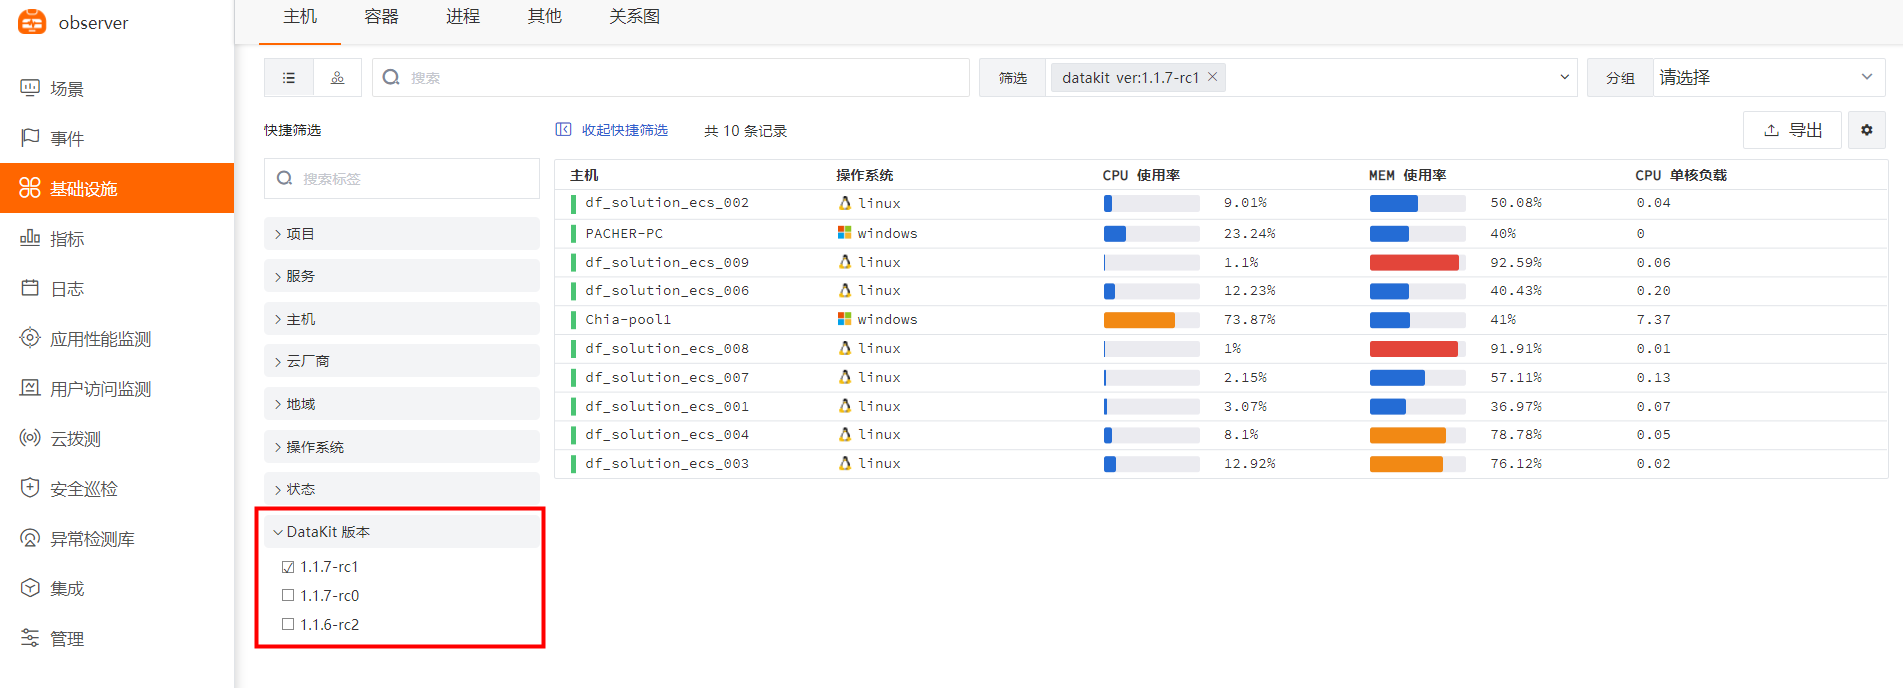 observer
主机 容器 进程 其他 关系图
场景
事件
基础设施
指标
日志
应用性能监测
用户访问监测
云拨测
安全巡检
异常检测库
集成
管理
搜索 筛选 datakit_ver:1.1.7-rc1 分组 请选择
快捷筛选 收起快捷筛选 共 10 条记录 导出
搜索标签
项目
服务
主机
云厂商
地域
操作系统
状态
DataKit 版本
1.1.7-rc1
1.1.7-rc0
1.1.6-rc2
主机 操作系统 CPU 使用率 MEM 使用率 CPU 单核负载
df_solution_ecs_002 linux 9.01% 50.08% 0.04
PACHER-PC windows 23.24% 40% 0
df_solution_ecs_009 linux 1.1% 92.59% 0.06
df_solution_ecs_006 linux 12.23% 40.43% 0.20
Chia-pool1 windows 73.87% 41% 7.37
df_solution_ecs_008 linux 1% 91.91% 0.01
df_solution_ecs_007 linux 2.15% 57.11% 0.13
df_solution_ecs_001 linux 3.07% 36.97% 0.07
df_solution_ecs_004 linux 8.1% 78.78% 0.05
df_solution_ecs_003 linux 12.92% 76.12% 0.02